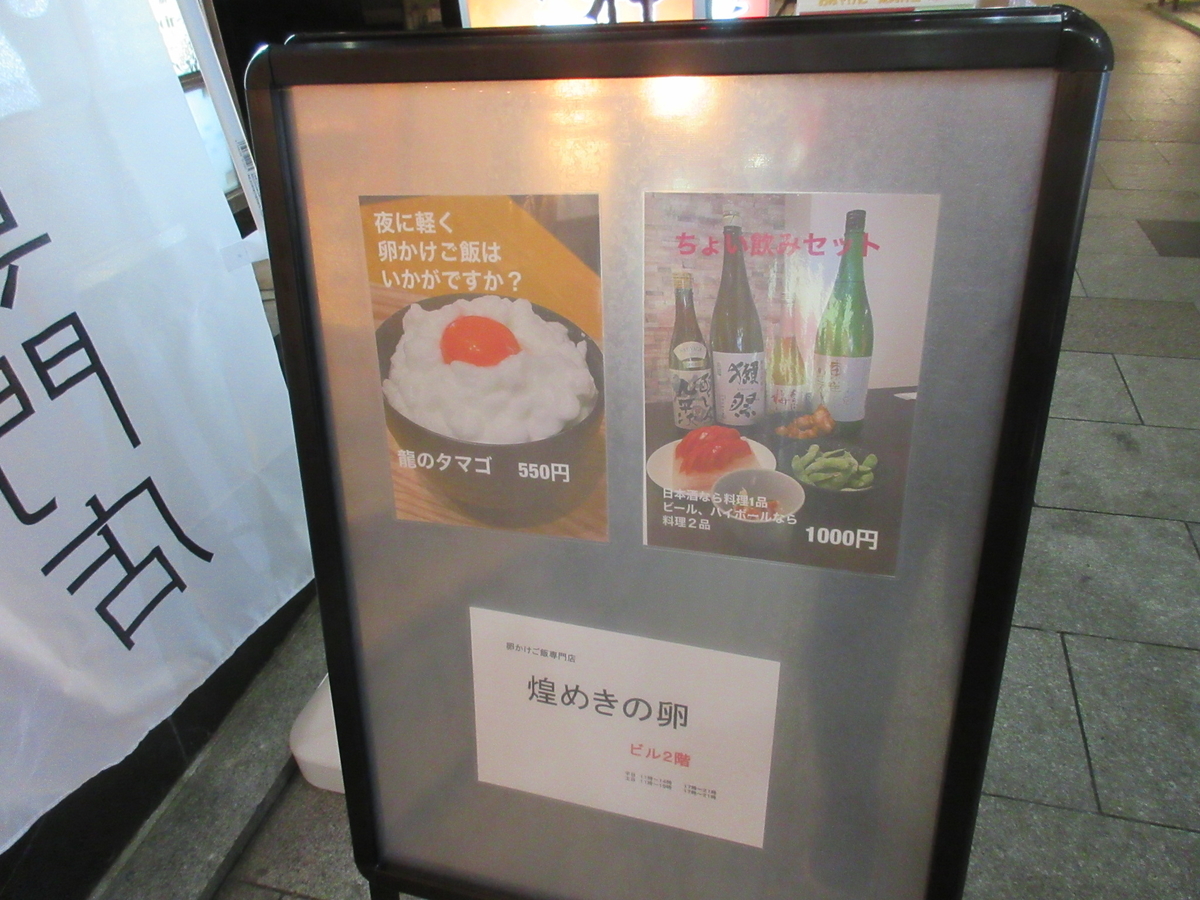 夜に軽く
卵かけご飯は
いかがですか？
龍のタマゴ 550円
ちょい飲みセット
獺祭
日本酒なら料理1品
ビール、ハイボールなら
料理2品
1000円
卵かけご飯専門店
煌めきの卵
ビル2階
門店